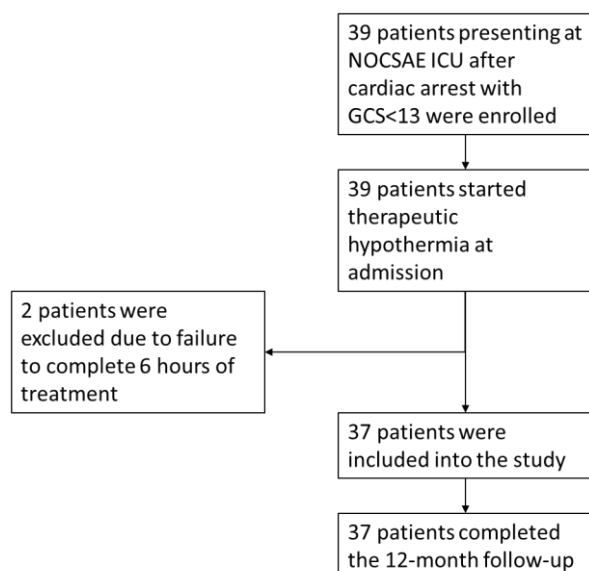 39 patients presenting at
NOCSAE ICU after
cardiac arrest with
GCS<13 were enrolled
39 patients started
therapeutic
hypothermia at
admission
2 patients were
excluded due to failure
to complete 6 hours of
treatment
37 patients were
included into the study
37 patients completed
the 12-month follow-up